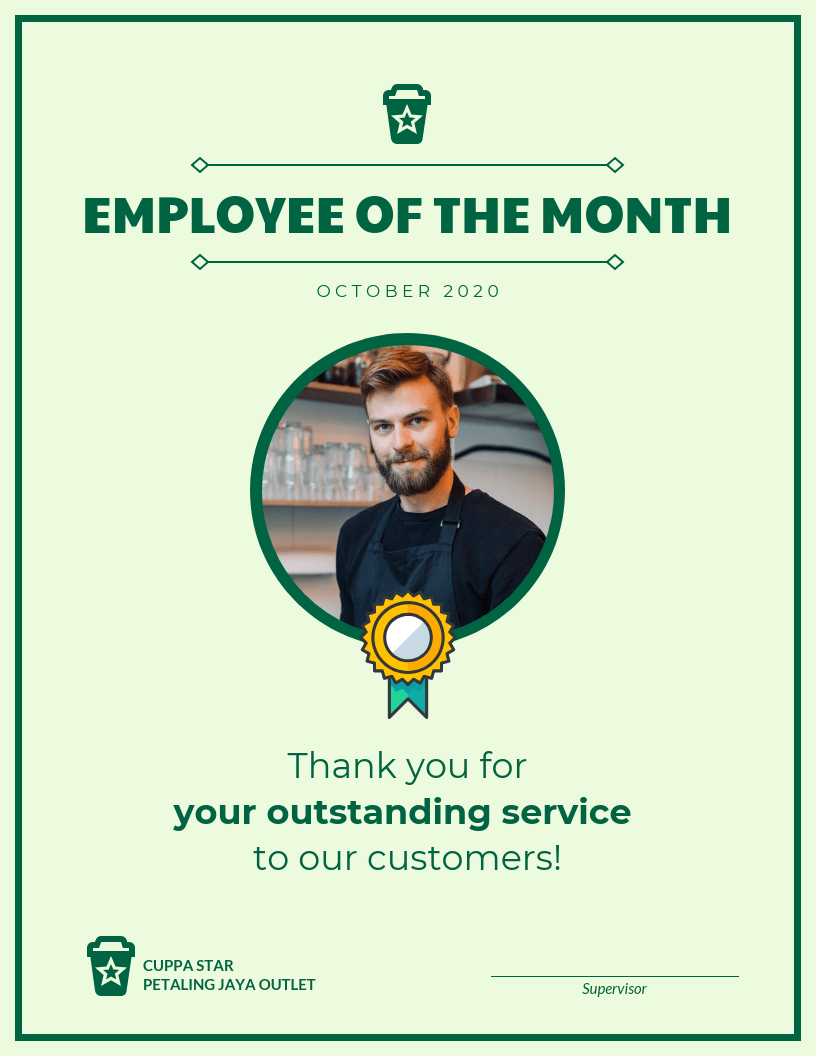 EMPLOYEE OF THE MONTH
OCTOBER 2020
Thank you for
your outstanding service
to our customers!
CUPPA STAR
PETALING JAYA OUTLET
Supervisor